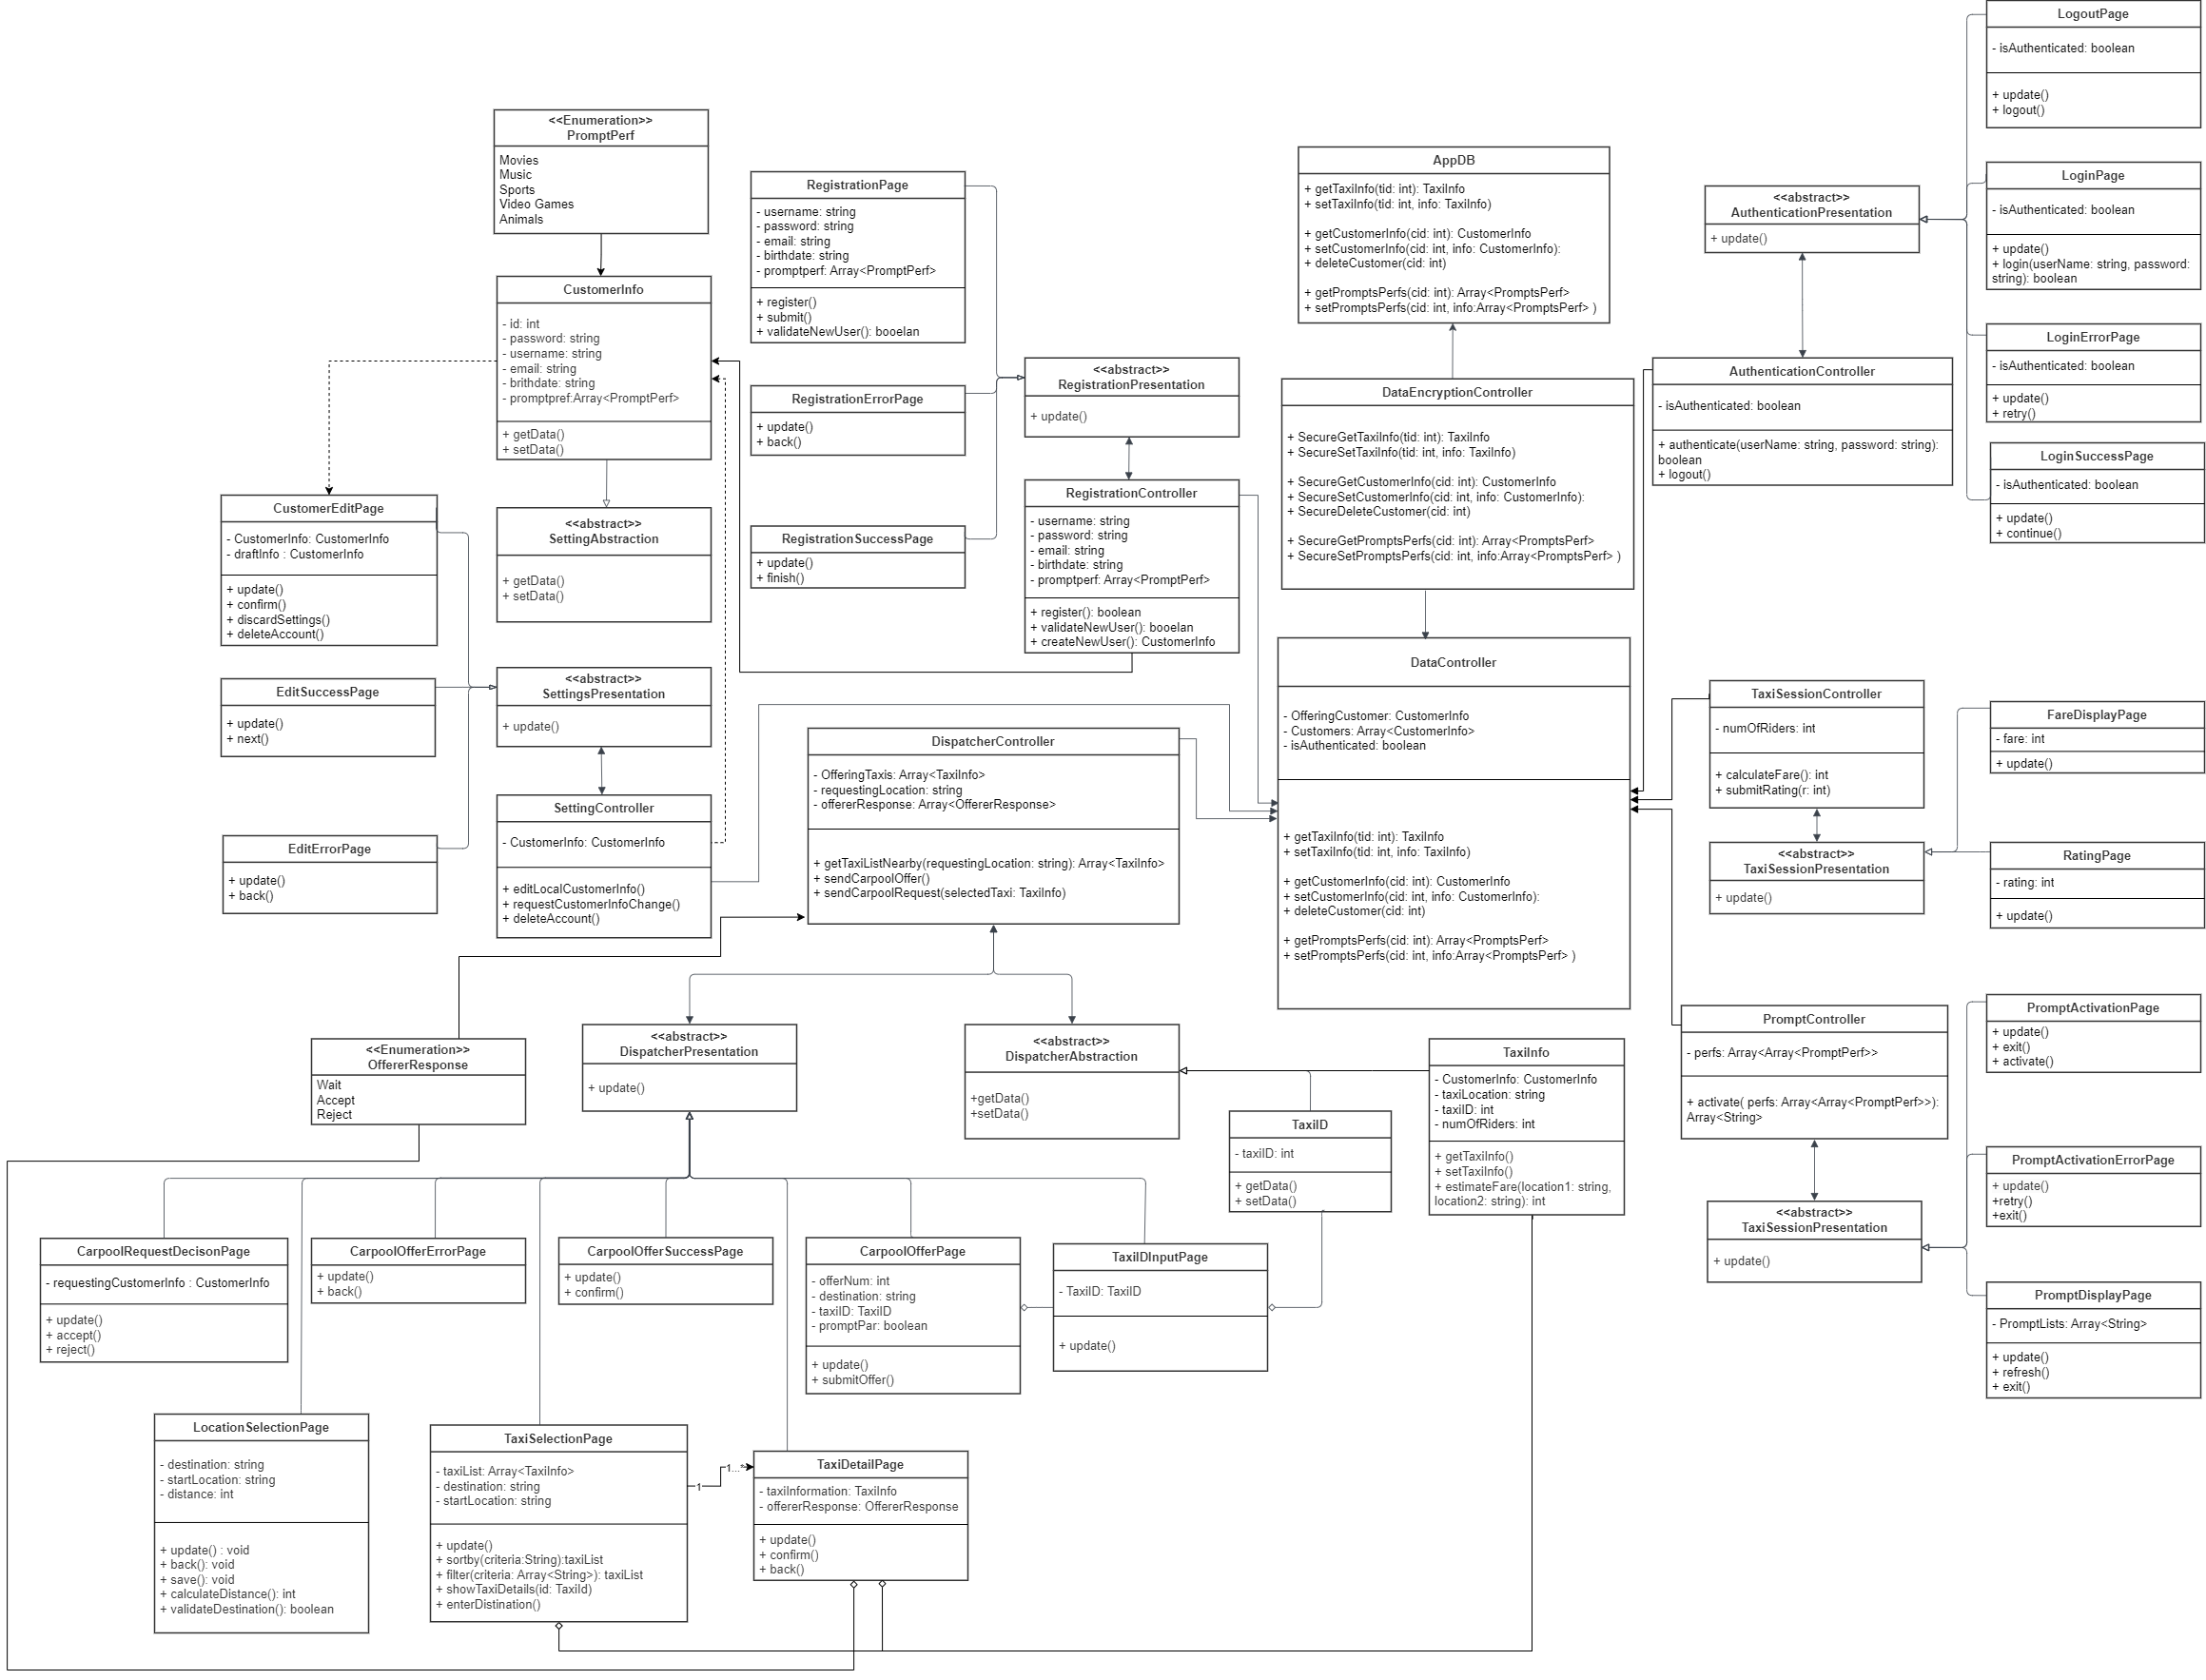 LogoutPage
- isAuthenticated: boolean
+ update()
+ logout()
<<Enumeration>>
PromptPerf
Movies
Music
Sports
Video Games
Animals
RegistrationPage
- username: string
- password: string
- email: string
- birthdate: string
- promptperf: Array<PromptPerf>
+ register()
+ submit()
+ validateNewUser(): booelan
AppDB
+ getTaxiInfo(tid: int): TaxiInfo
+ setTaxiInfo(tid: int, info: TaxiInfo)
+ getCustomerInfo(cid: int): CustomerInfo
+ setCustomerInfo(cid: int, info: CustomerInfo):
+ deleteCustomer(cid: int)
+ getPromptsPerfs(cid: int): Array<PromptsPerf>
+ setPromptsPerfs(cid: int, info:Array<PromptsPerf> )
<<abstract>>
AuthenticationPresentation
+ update()
LoginPage
- isAuthenticated: boolean
+ update()
+ login(userName: string, password:
string): boolean
CustomerInfo
- id: int
- password: string
- username: string
- email: string
- brithdate: string
- promptpref:Array<PromptPerf>
+ getData()
+ setData()
LoginErrorPage
- isAuthenticated: boolean
+ update()
+ retry()
RegistrationErrorPage
+ update()
+ back()
<<abstract>>
RegistrationPresentation
+ update()
DataEncryptionController
+ SecureGetTaxiInfo(tid: int): TaxiInfo
+ SecureSetTaxiInfo(tid: int, info: TaxiInfo)
+ SecureGetCustomerInfo(cid: int): CustomerInfo
+ SecureSetCustomerInfo(cid: int, info: CustomerInfo):
+ SecureDeleteCustomer(cid: int)
+ SecureGetPromptsPerfs(cid: int): Array<PromptsPerf>
+ SecureSetPromptsPerfs(cid: int, info:Array<PromptsPerf> )
AuthenticationController
- isAuthenticated: boolean
+ authenticate(userName: string, password: string):
boolean
+ logout()
LoginSuccessPage
- isAuthenticated: boolean
+ update()
+ continue()
CustomerEditPage
- CustomerInfo: CustomerInfo
- draftInfo : CustomerInfo
+ update()
+ confirm()
+ discardSettings()
+ deleteAccount()
<<abstract>>
SettingAbstraction
+ getData()
+ setData()
RegistrationSuccessPage
+ update()
+ finish()
RegistrationController
- username: string
- password: string
- email: string
- birthdate: string
- promptperf: Array<PromptPerf>
+ register(): boolean
+ validateNewUser(): booelan
+ createNewUser(): CustomerInfo
EditSuccessPage
+ update()
+ next()
<<abstract>>
SettingsPresentation
+ update()
DataController
- OfferingCustomer: CustomerInfo
- Customers: Array<CustomerInfo>
- isAuthenticated: boolean
+ getTaxiInfo(tid: int): TaxiInfo
+ setTaxiInfo(tid: int, info: TaxiInfo)
+ getCustomerInfo(cid: int): CustomerInfo
+ setCustomerInfo(cid: int, info: CustomerInfo):
+ deleteCustomer(cid: int)
+ getPromptsPerfs(cid: int): Array<PromptsPerf>
+ setPromptsPerfs(cid: int, info:Array<PromptsPerf> )
TaxiSessionController
- numOfRiders: int
+ calculateFare(): int
+ submitRating(r: int)
FareDisplayPage
- fare: int
+ update()
DispatcherController
- OfferingTaxis: Array<TaxiInfo>
- requestingLocation: string
- offererResponse: Array<OffererResponse>
+ getTaxiListNearby(requestingLocation: string): Array<TaxiInfo>
+ sendCarpoolOffer()
+ sendCarpoolRequest(selectedTaxi: TaxiInfo)
SettingController
- CustomerInfo: CustomerInfo
+ editLocalCustomerInfo()
+ requestCustomerInfoChange()
+ deleteAccount()
EditErrorPage
+ update()
+ back()
<<abstract>>
TaxiSessionPresentation
+ update()
RatingPage
- rating: int
+ update()
PromptController
- perfs: Array<Array<PromptPerf>>
+ activate( perfs: Array<Array<PromptPerf>>):
Array<String>
PromptActivationPage
+ update()
+ exit()
+ activate()
<<Enumeration>>
OffererResponse
Wait
Accept
Reject
<<abstract>>
DispatcherPresentation
+ update()
<<abstract>>
DispatcherAbstraction
+getData()
+setData()
TaxiInfo
- CustomerInfo: CustomerInfo
- taxiLocation: string
- taxiID: int
- numOfRiders: int
+ getTaxiInfo()
+ setTaxiInfo()
+ estimateFare(location1: string,
location2: string): int
TaxiID
- taxiID: int
+ getData()
+ setData()
PromptActivationErrorPage
+ update()
+retry()
+exit()
<<abstract>>
TaxiSessionPresentation
+ update()
CarpoolRequestDecisonPage
- requestingCustomerInfo : CustomerInfo
+ update()
+ accept()
+ reject()
CarpoolOfferErrorPage
+ update()
+ back()
CarpoolOfferSuccessPage
+ update()
+ confirm()
CarpoolOfferPage
- offerNum: int
- destination: string
- taxiID: TaxiID
- promptPar: boolean
+ update()
+ submitOffer()
TaxiIDInputPage
- TaxiID: TaxiID
+ update()
PromptDisplayPage
- PromptLists: Array<String>
+ update()
+ refresh()
+ exit()
LocationSelectionPage
- destination: string
- startLocation: string
- distance: int
+ update() : void
+ back(): void
+ save(): void
+ calculateDistance(): int
+ validateDestination(): boolean
TaxiSelectionPage
- taxiList: Array<TaxiInfo>
- destination: string
- startLocation: string
+ update()
+ sortby(criteria:String):taxiList
+ filter(criteria: Array<String>): taxiList
+ showTaxiDetails(id: TaxiId)
+ enterDistination()
1
1...*
TaxiDetailPage
- taxiInformation: TaxiInfo
- offererResponse: OffererResponse
+ update()
+ confirm()
+ back()